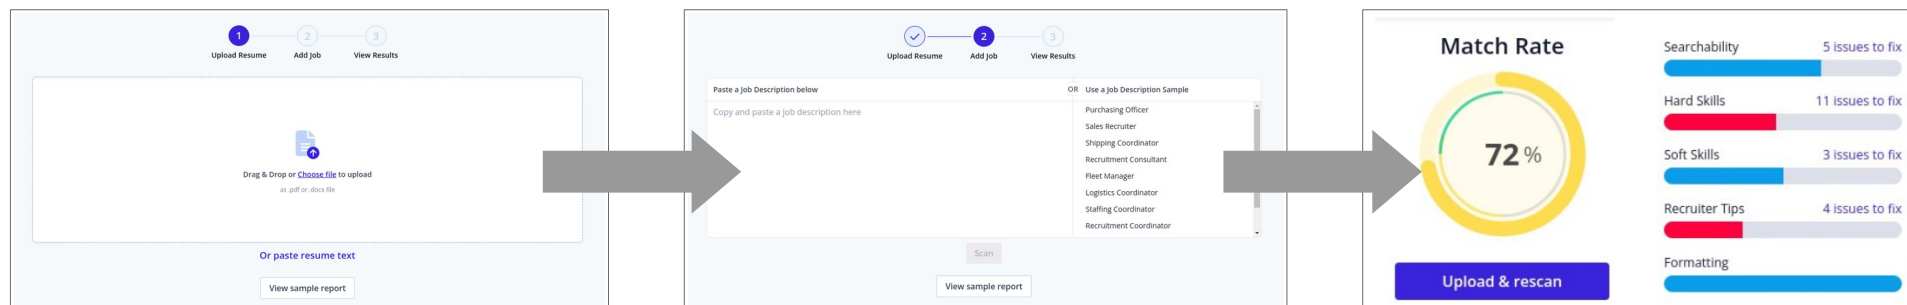 1
2
3
Upload Resume
Add Job
View Results
Drag & Drop or Choose file to upload
as .pdf or .docx file
Or paste resume text
View sample report
2
3
Upload Resume
Add Job
View Results
Paste a Job Description below
OR
Use a Job Description Sample
Copy and paste a job description here
Purchasing Officer
Sales Recruiter
Shipping Coordinator
Recruitment Consultant
Fleet Manager
Logistics Coordinator
Staffing Coordinator
Recruitment Coordinator
Scan
View sample report
Match Rate
72 %
Upload & rescan
Searchability 5 issues to fix
Hard Skills 11 issues to fix
Soft Skills 3 issues to fix
Recruiter Tips 4 issues to fix
Formatting